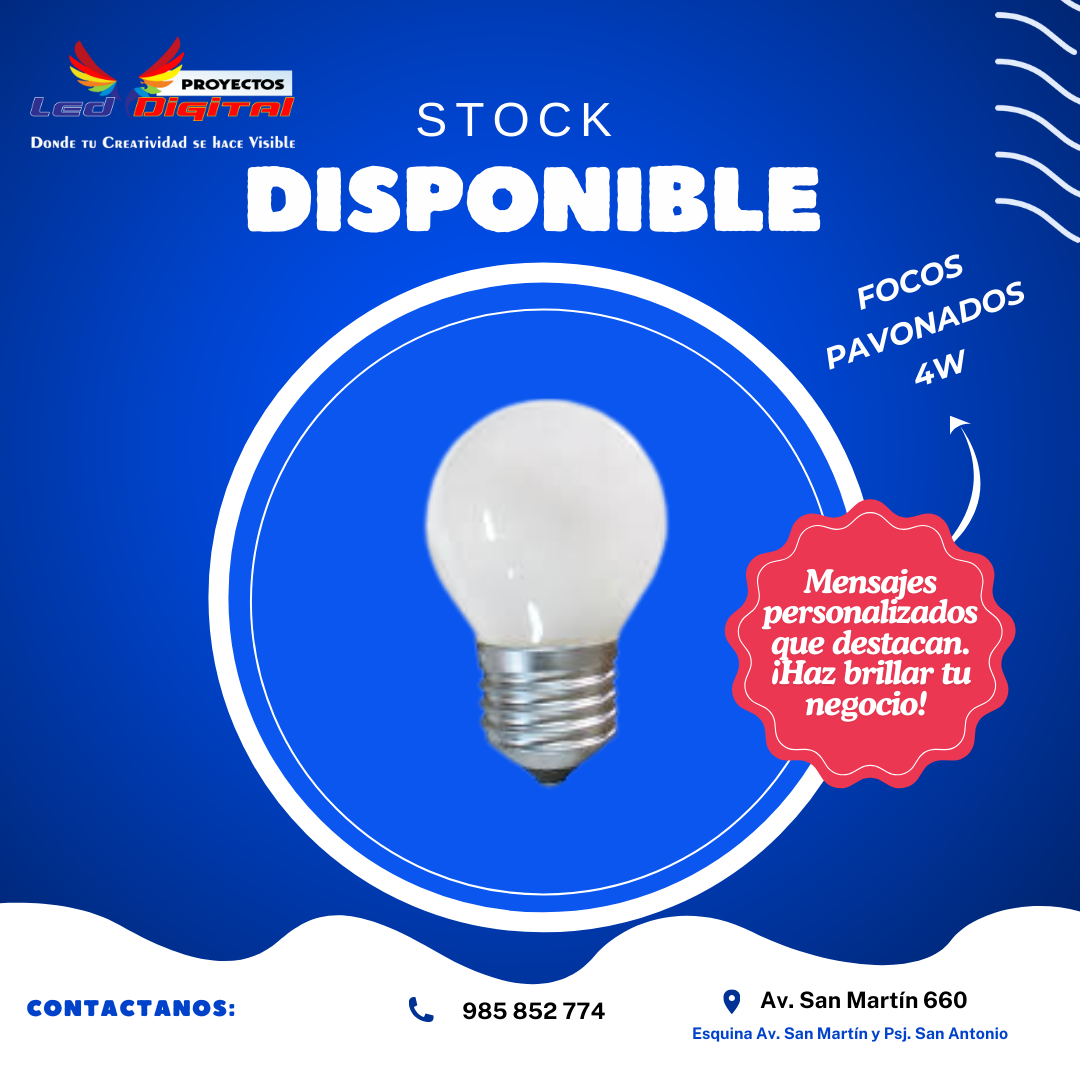 PROYECTOS
Led Digital
Donde tu Creatividad se hace Visible
STOCK
DISPONIBLE
FOCOS
PAVONADOS
4W
Mensajes
personalizados
que destacan.
¡Haz brillar tu
negocio!
CONTACTANOS:
985 852 774
Av. San Martín 660
Esquina Av. San Martín y Psj. San Antonio